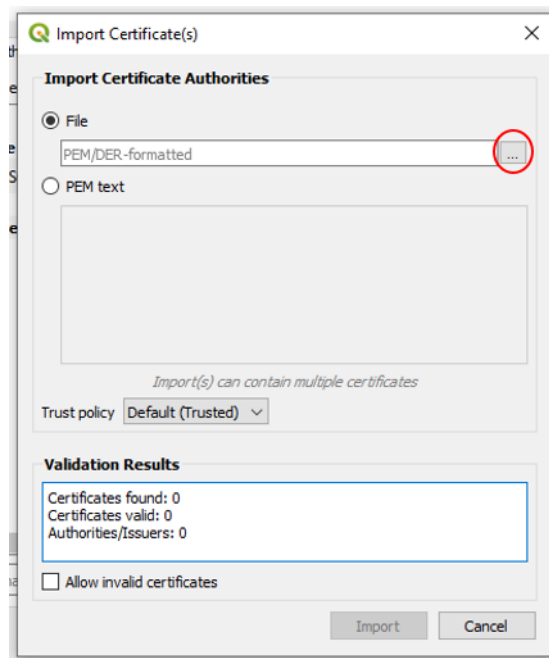 Import Certificate(s)
Import Certificate Authorities
File
PEM/DER-formatted
...
PEM text
Import(s) can contain multiple certificates
Trust policy Default (Trusted)
Validation Results
Certificates found: 0
Certificates valid: 0
Authorities/Issuers: 0
Allow invalid certificates
Import Cancel